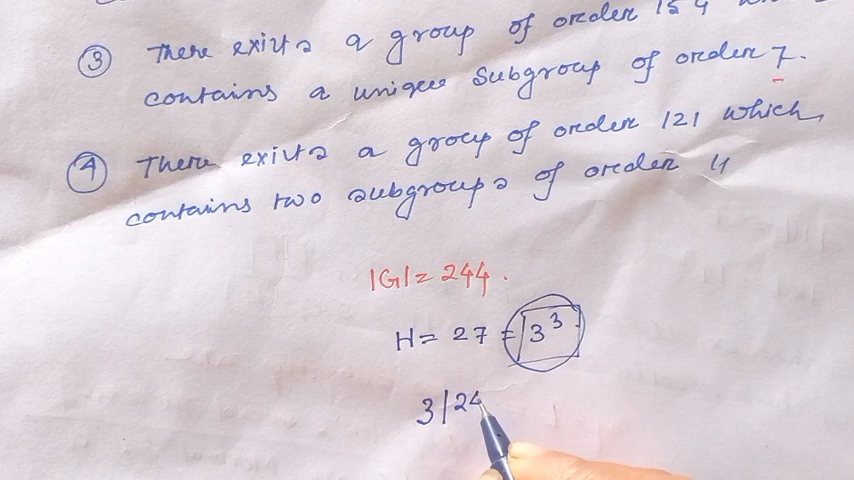 ③ There exists a group of order 154
contains a unique subgroup of order 7.
④ There exists a group of order 121 which
contains two subgroups of order 11
|G| = 244.
H = 27 = 3³
3/24